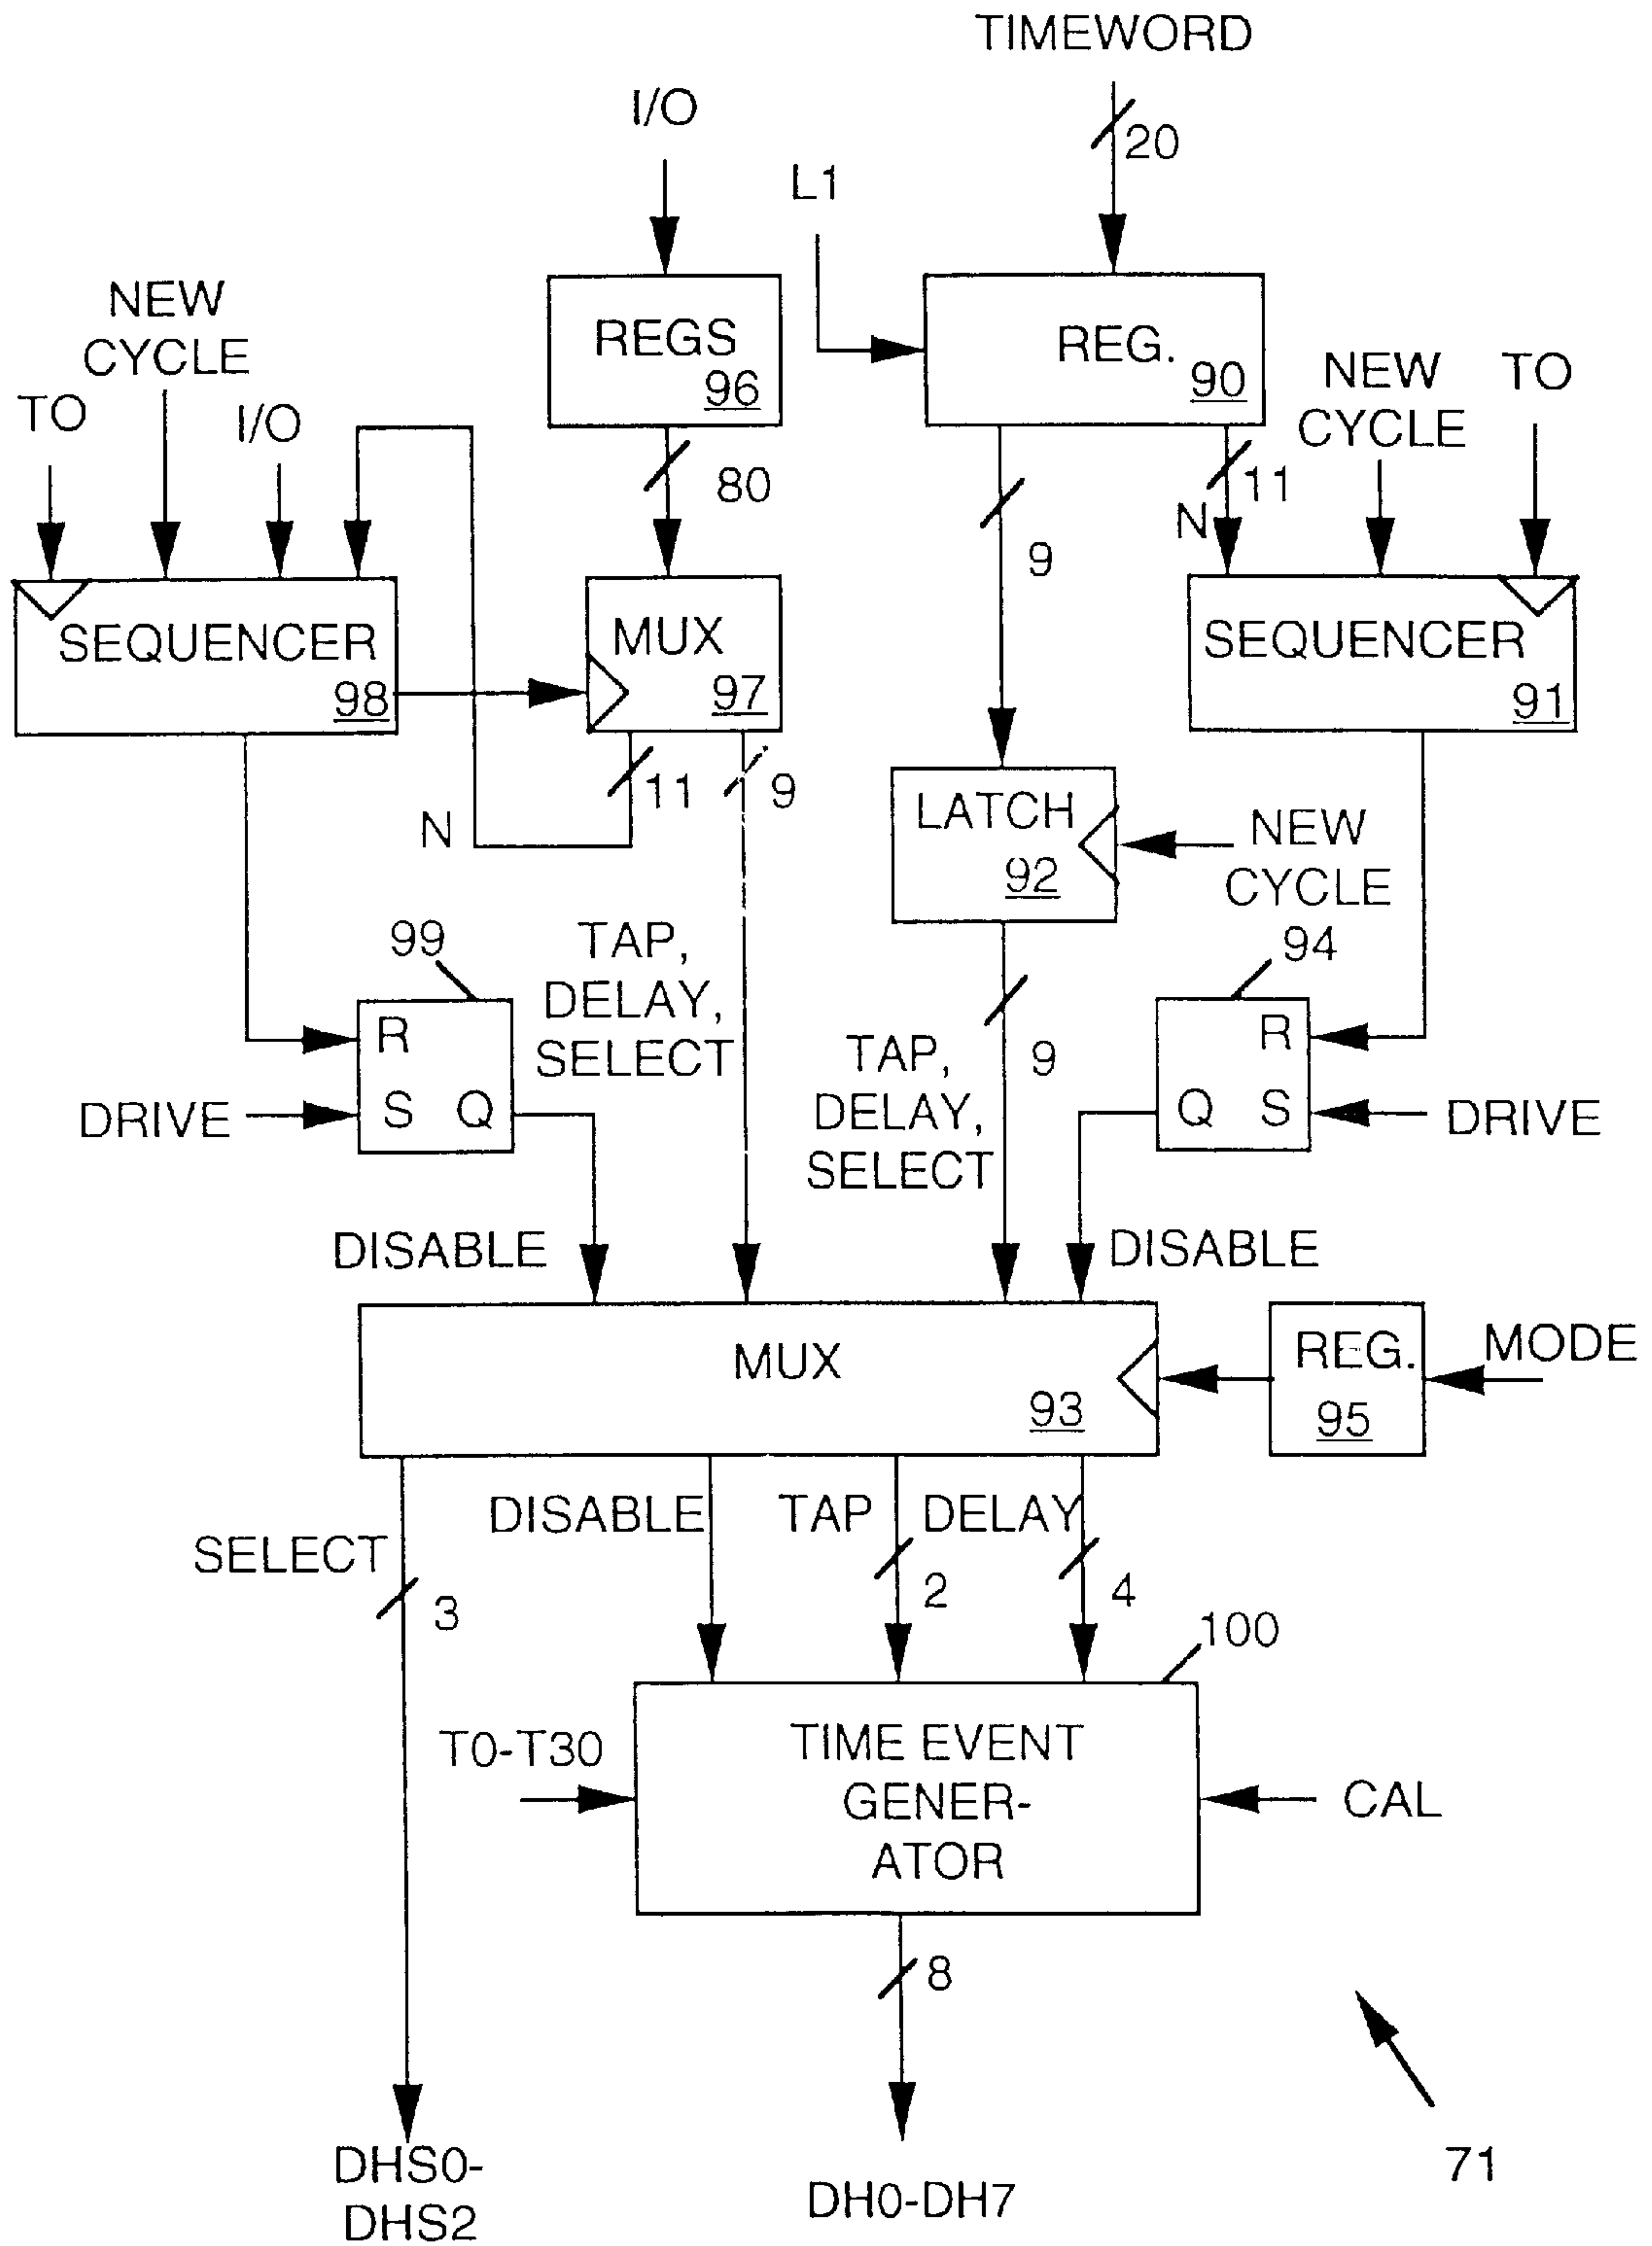 TIMEWORD
I/O
20
L1
NEW
CYCLE
REGS
96
REG.
90
NEW
CYCLE
TO
TO
I/O
80
9
N
11
SEQUENCER
98
MUX
97
SEQUENCER
91
N
11
9
LATCH
92
NEW
CYCLE
99
TAP,
DELAY,
SELECT
94
R
S Q
DRIVE
TAP,
DELAY,
SELECT
9
R
Q S
DRIVE
DISABLE
DISABLE
MUX
93
REG.
95
MODE
SELECT
3
DISABLE
TAP
2
DELAY
4
100
T0-T30
TIME EVENT
GENER-
ATOR
CAL
8
DHS0-
DHS2
DH0-DH7
71